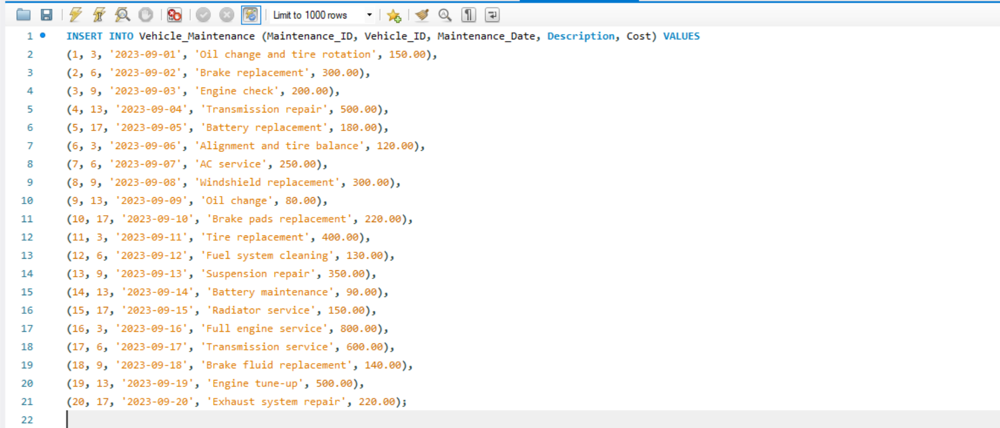 Limit to 1000 rows
1 INSERT INTO Vehicle_Maintenance (Maintenance_ID, Vehicle_ID, Maintenance_Date, Description, Cost) VALUES
2 (1, 3, '2023-09-01', 'Oil change and tire rotation', 150.00),
3 (2, 6, '2023-09-02', 'Brake replacement', 300.00),
4 (3, 9, '2023-09-03', 'Engine check', 200.00),
5 (4, 13, '2023-09-04', 'Transmission repair', 500.00),
6 (5, 17, '2023-09-05', 'Battery replacement', 180.00),
7 (6, 3, '2023-09-06', 'Alignment and tire balance', 120.00),
8 (7, 6, '2023-09-07', 'AC service', 250.00),
9 (8, 9, '2023-09-08', 'Windshield replacement', 300.00),
10 (9, 13, '2023-09-09', 'Oil change', 80.00),
11 (10, 17, '2023-09-10', 'Brake pads replacement', 220.00),
12 (11, 3, '2023-09-11', 'Tire replacement', 400.00),
13 (12, 6, '2023-09-12', 'Fuel system cleaning', 130.00),
14 (13, 9, '2023-09-13', 'Suspension repair', 350.00),
15 (14, 13, '2023-09-14', 'Battery maintenance', 90.00),
16 (15, 17, '2023-09-15', 'Radiator service', 150.00),
17 (16, 3, '2023-09-16', 'Full engine service', 800.00),
18 (17, 6, '2023-09-17', 'Transmission service', 600.00),
19 (18, 9, '2023-09-18', 'Brake fluid replacement', 140.00),
20 (19, 13, '2023-09-19', 'Engine tune-up', 500.00),
21 (20, 17, '2023-09-20', 'Exhaust system repair', 220.00);
22